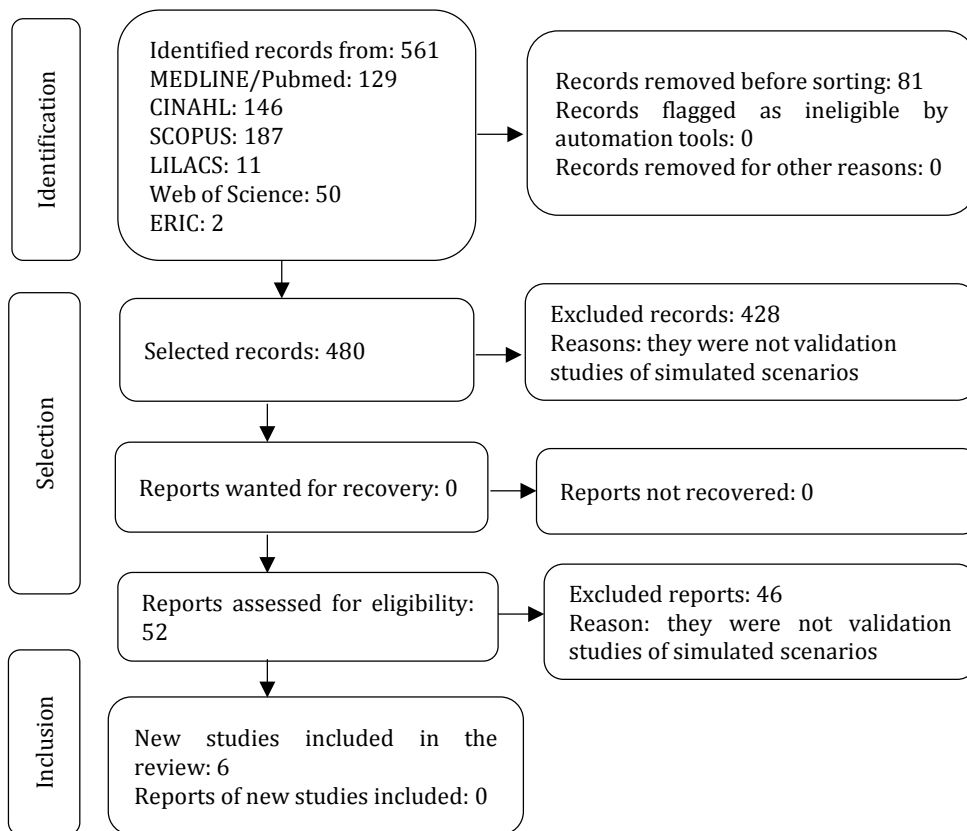 Identification
Identified records from: 561
MEDLINE/Pubmed: 129
CINAHL: 146
SCOPUS: 187
LILACS: 11
Web of Science: 50
ERIC: 2
Records removed before sorting: 81
Records flagged as ineligible by
automation tools: 0
Records removed for other reasons: 0
Selection
Selected records: 480
Excluded records: 428
Reasons: they were not validation
studies of simulated scenarios
Reports wanted for recovery: 0
Reports not recovered: 0
Reports assessed for eligibility:
52
Excluded reports: 46
Reason: they were not validation
studies of simulated scenarios
Inclusion
New studies included in the
review: 6
Reports of new studies included: 0